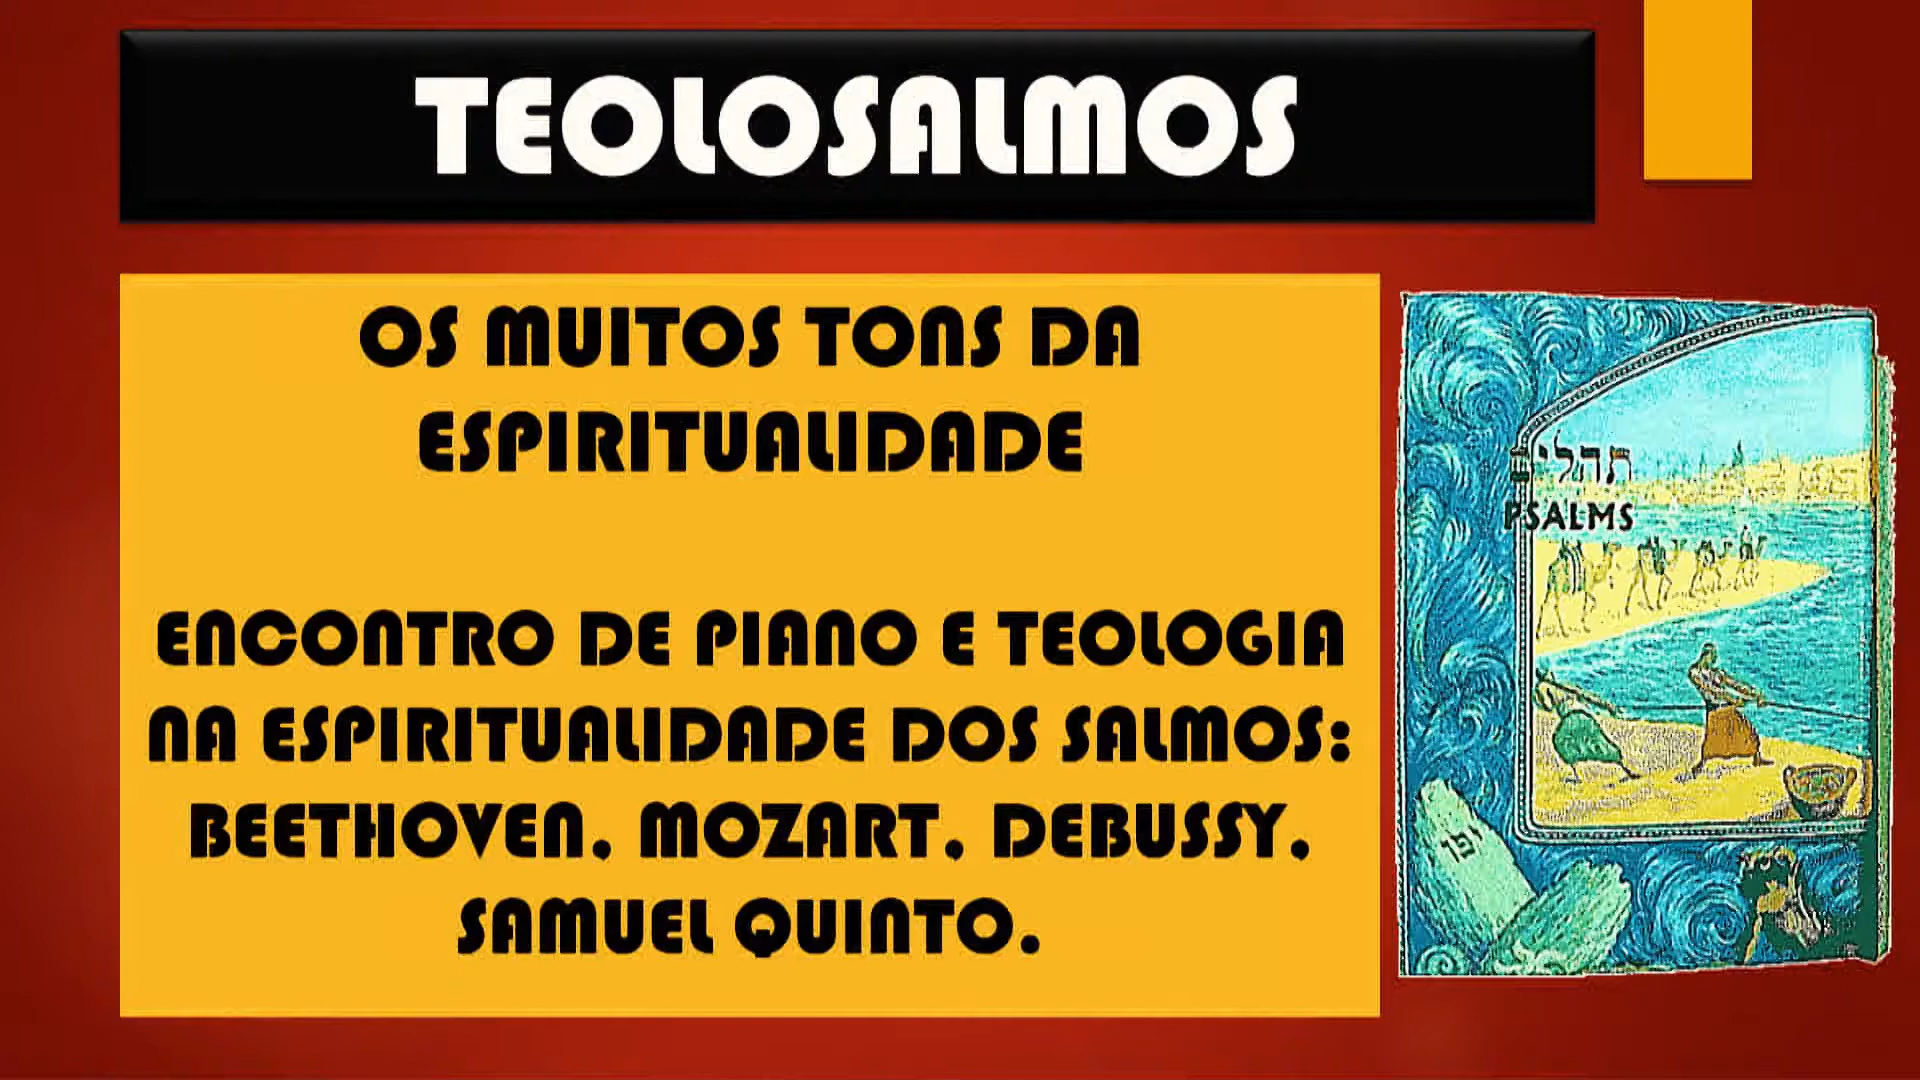 TEOLOSALMOS
OS MUITOS TONS DA
ESPIRITUALIDADE
ENCONTRO DE PIANO E TEOLOGIA
NA ESPIRITUALIDADE DOS SALMOS:
BEETHOVEN, MOZART, DEBUSSY,
SAMUEL QUINTO.
תהלים
PSALMS
יפו